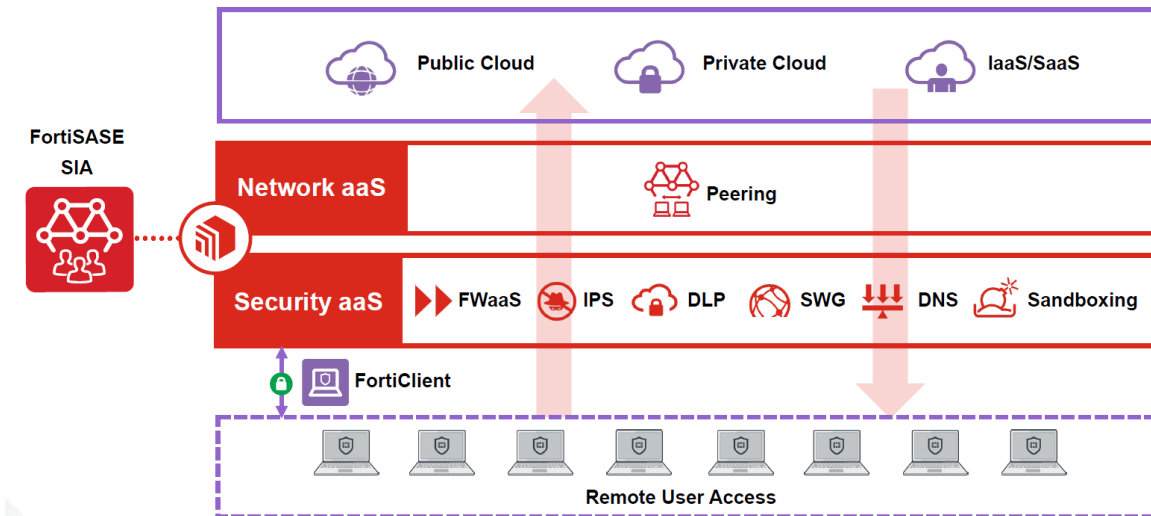 Public Cloud
Private Cloud
IaaS/SaaS
FortiSASE
SIA
Network aaS
Peering
Security aaS
FWaaS
IPS
DLP
SWG
DNS
Sandboxing
FortiClient
Remote User Access